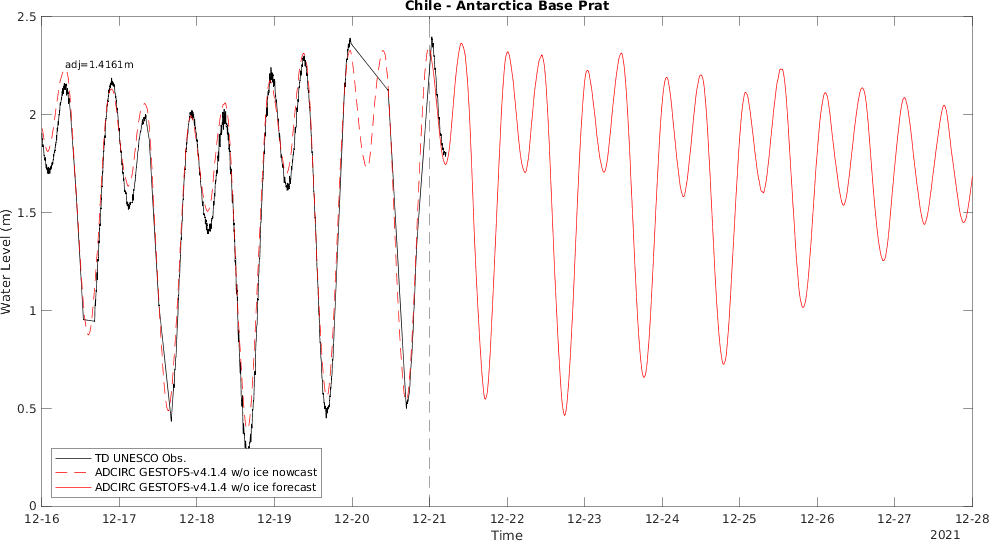 Chile - Antarctica Base Prat
2.5
adj=1.4161m
2
1.5
Water Level (m)
1
0.5
TD UNESCO Obs.
ADCIRC GESTOFS-v4.1.4 w/o ice nowcast
ADCIRC GESTOFS-v4.1.4 w/o ice forecast
0
12-16 12-17 12-18 12-19 12-20 12-21 12-22 12-23 12-24 12-25 12-26 12-27 12-28
Time
2021